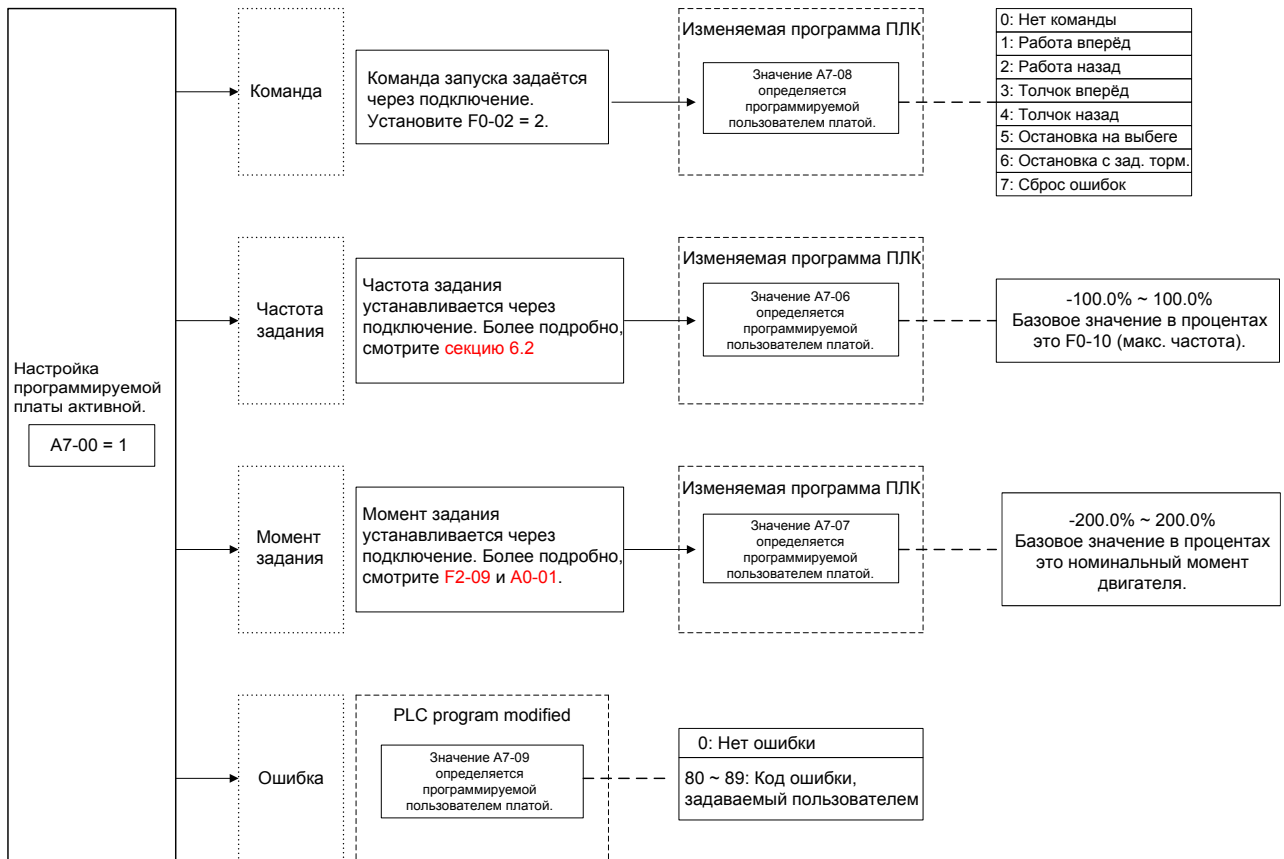 Настройка
программируемой
платы активной.
A7-00 = 1
Команда
Команда запуска задаётся
через подключение.
Установите F0-02 = 2.
Изменяемая программа ПЛК
Значение A7-08
определяется
программируемой
пользователем платой.
0: Нет команды
1: Работа вперёд
2: Работа назад
3: Толчок вперёд
4: Толчок назад
5: Остановка на выбеге
6: Остановка с зад. торм.
7: Сброс ошибок
Частота
задания
Частота задания
устанавливается через
подключение. Более подробно,
смотрите секцию 6.2
Изменяемая программа ПЛК
Значение A7-06
определяется
программируемой
пользователем платой.
-100.0% ~ 100.0%
Базовое значение в процентах
это F0-10 (макс. частота).
Момент
задания
Момент задания
устанавливается через
подключение. Более подробно,
смотрите F2-09 и A0-01.
Изменяемая программа ПЛК
Значение A7-07
определяется
программируемой
пользователем платой.
-200.0% ~ 200.0%
Базовое значение в процентах
это номинальный момент
двигателя.
Ошибка
PLC program modified
Значение A7-09
определяется
программируемой
пользователем платой.
0: Нет ошибки
80 ~ 89: Код ошибки,
задаваемый пользователем